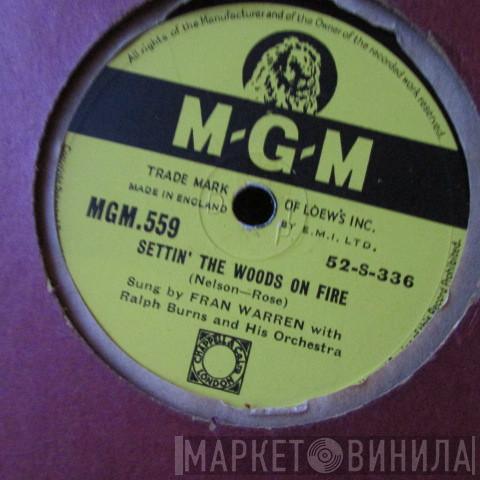 All rights of the Manufacturer and of the Owner of the recorded work reserved.
M-G-M
TRADE MARK OF LOEW'S INC.
MADE IN ENGLAND BY E.M.I. LTD.
MGM.559
52-S-336
SETTIN' THE WOODS ON FIRE
(Nelson—Rose)
Sung by FRAN WARREN with
Ralph Burns and His Orchestra
CHAPPELL & Co LTD
LONDON
МАРКЕТ ВИНИЛА